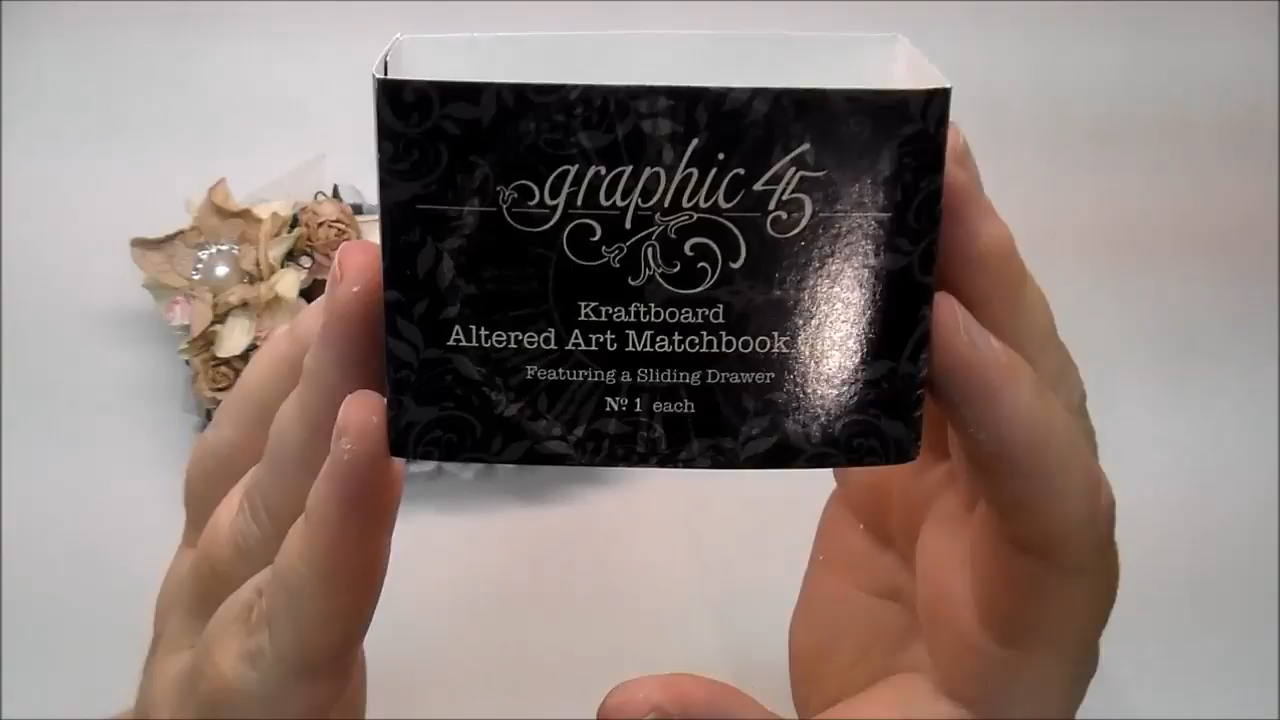 graphic 45
Kraftboard
Altered Art Matchbook
Featuring a Sliding Drawer
Nº 1 each